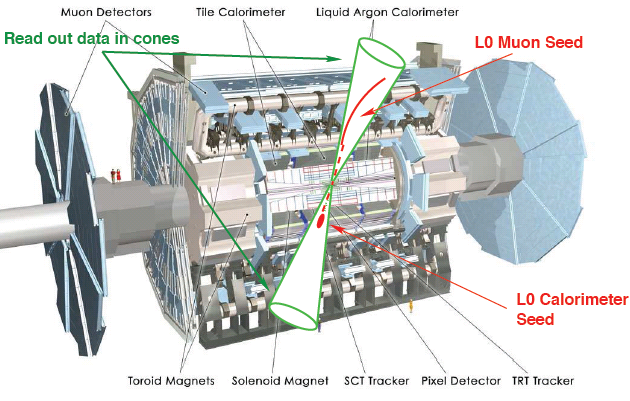 Muon Detectors
Tile Calorimeter
Liquid Argon Calorimeter
Read out data in cones
L0 Muon Seed
L0 Calorimeter
Seed
Toroid Magnets
Solenoid Magnet
SCT Tracker
Pixel Detector
TRT Tracker